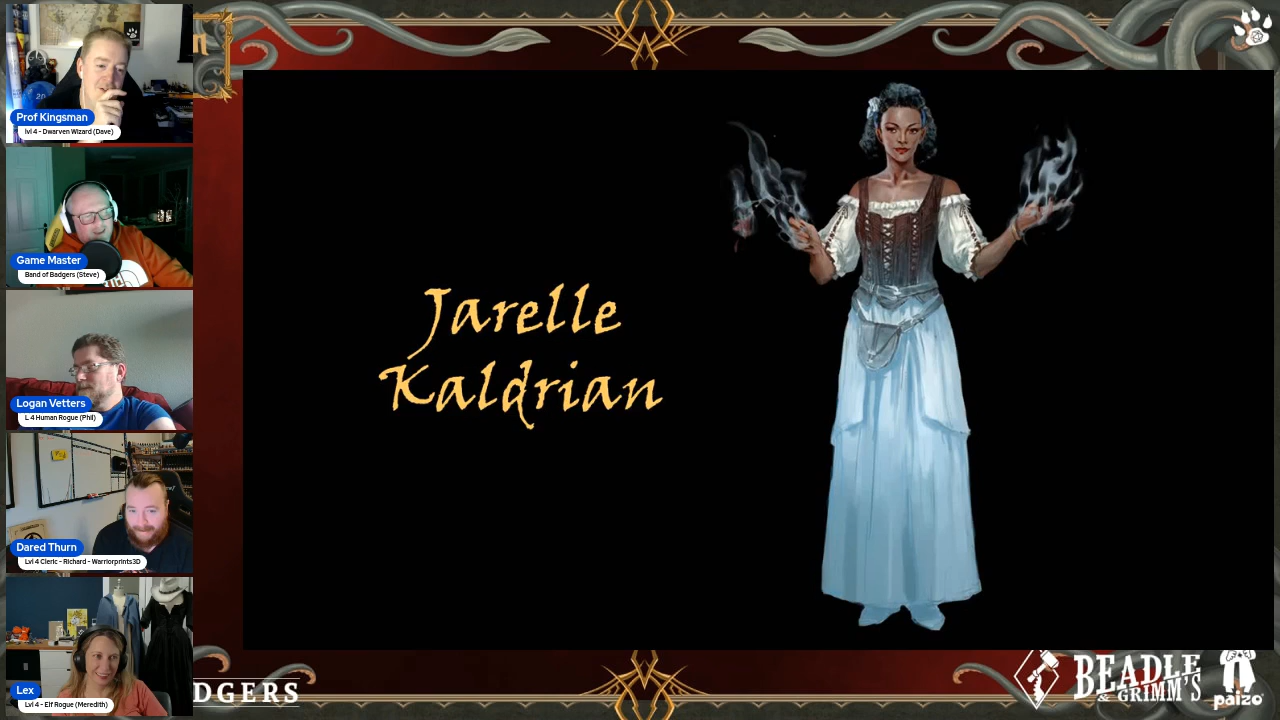 Prof Kingsman
lvl 4 - Dwarven Wizard (Dave)
Game Master
Band of Badgers (Steve)
Logan Vetters
L 4 Human Rogue (Phil)
Dared Thurn
Lvl 4 Cleric - Richard - Warriorprints3D
Lex
Lvl 4 - Elf Rogue (Meredith)
Jarelle
Kaldrian
DGERS
BEADLE
& GRIMM'S
paizo